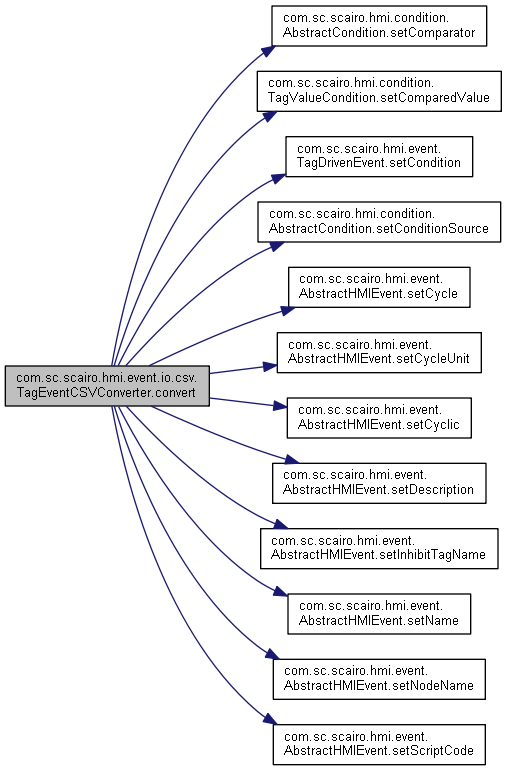 com.sc.scairo.hmi.condition.
AbstractCondition.setComparator
com.sc.scairo.hmi.condition.
TagValueCondition.setComparedValue
com.sc.scairo.hmi.event.
TagDrivenEvent.setCondition
com.sc.scairo.hmi.condition.
AbstractCondition.setConditionSource
com.sc.scairo.hmi.event.
AbstractHMIEvent.setCycle
com.sc.scairo.hmi.event.
AbstractHMIEvent.setCycleUnit
com.sc.scairo.hmi.event.io.csv.
TagEventCSVConverter.convert
com.sc.scairo.hmi.event.
AbstractHMIEvent.setCyclic
com.sc.scairo.hmi.event.
AbstractHMIEvent.setDescription
com.sc.scairo.hmi.event.
AbstractHMIEvent.setInhibitTagName
com.sc.scairo.hmi.event.
AbstractHMIEvent.setName
com.sc.scairo.hmi.event.
AbstractHMIEvent.setNodeName
com.sc.scairo.hmi.event.
AbstractHMIEvent.setScriptCode